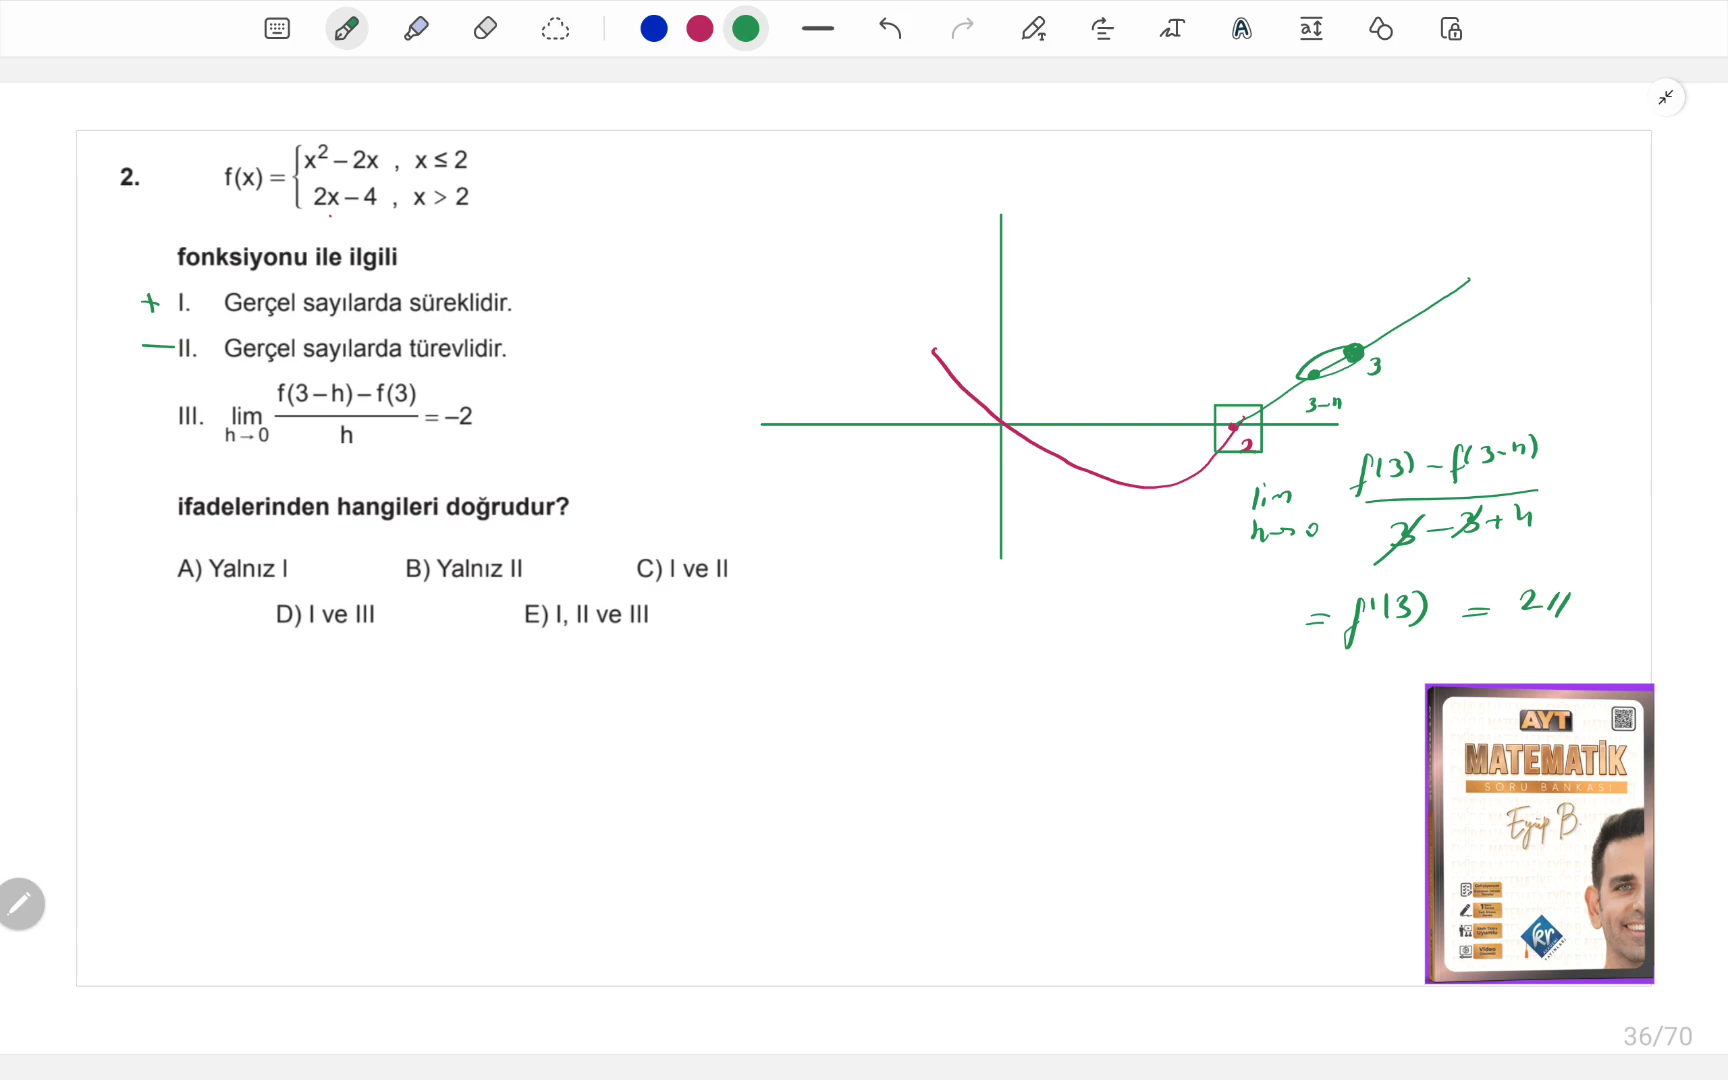 2. f(x) = { x² – 2x , x ≤ 2
2x – 4 , x > 2
fonksiyonu ile ilgili
+ I. Gerçel sayılarda süreklidir.
— II. Gerçel sayılarda türevlidir.
III. lim h→0 f(3 – h) – f(3) / h = –2
ifadelerinden hangileri doğrudur?
A) Yalnız I B) Yalnız II C) I ve II
D) I ve III E) I, II ve III
3
3-h
2
lim h→0 f(3) - f(3-h) / 3 - 3 + h
= f'(3) = 2//
AYT
MATEMATİK
SORU BANKASI
Eyüp B.
kr
36/70